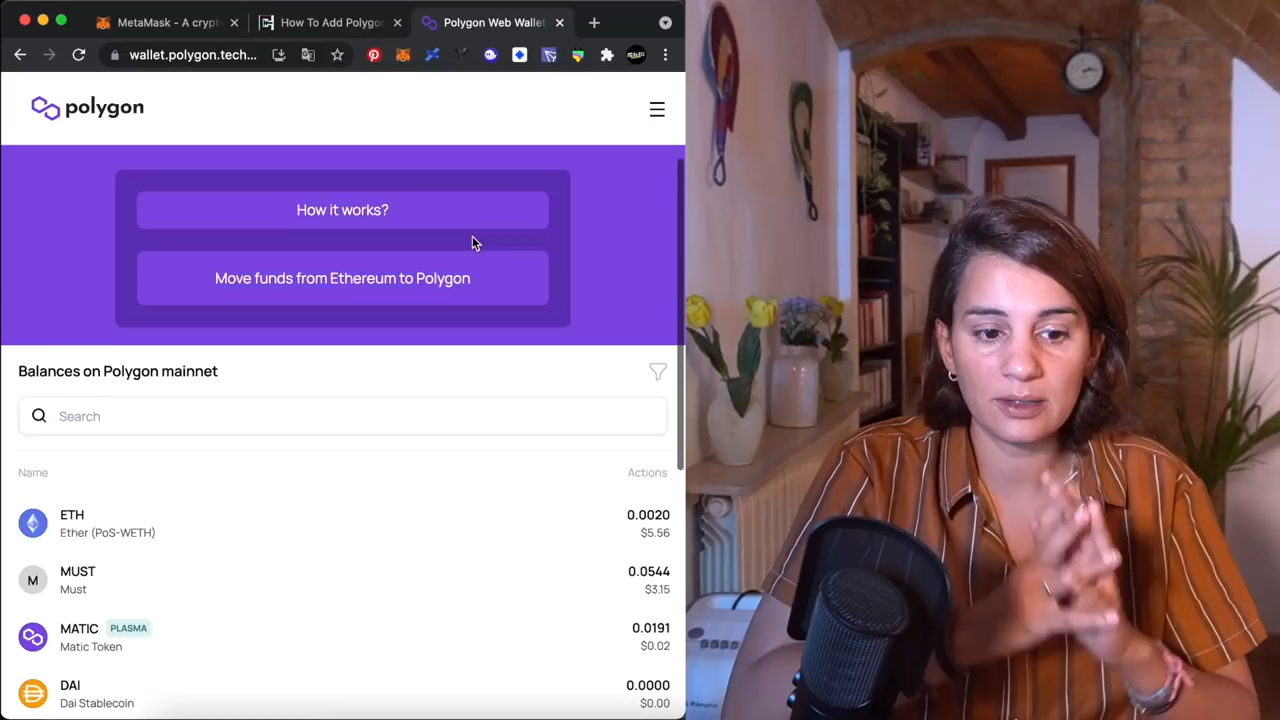 MetaMask - A crypt
How To Add Polygon
Polygon Web Wallet
wallet.polygon.tech...
polygon
How it works?
Move funds from Ethereum to Polygon
Balances on Polygon mainnet
Search
Name
Actions
ETH
0.0020
Ether (PoS-WETH)
$5.56
M
MUST
0.0544
Must
$3.15
MATIC PLASMA
0.0191
Matic Token
$0.02
DAI
0.0000
Dai Stablecoin
$0.00